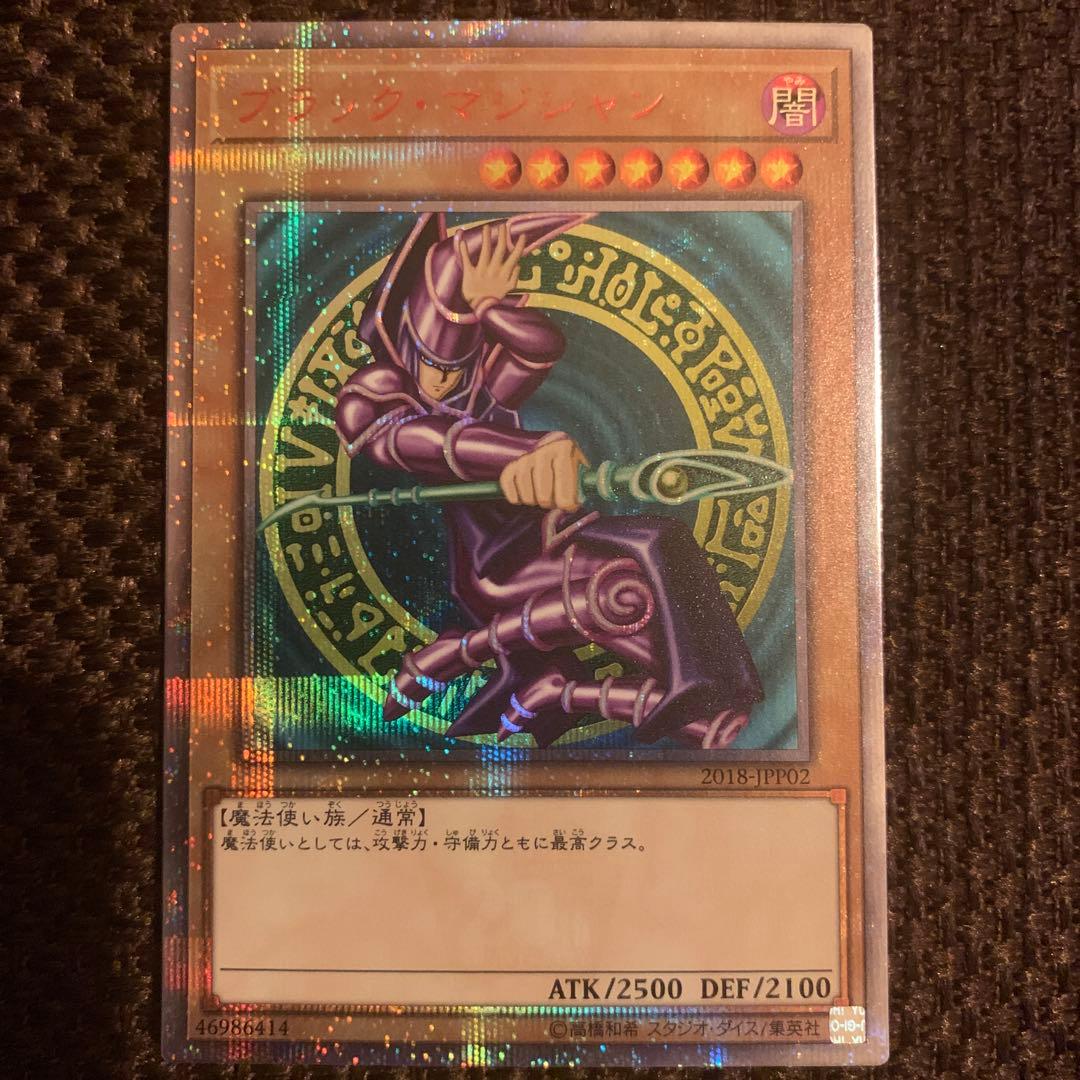 ブラック・マジシャン
やみ
闇
2018-JPP02
【魔法使い族／通常】
魔法使いとしては、攻撃力・守備力ともに最高クラス。
ATK/2500 DEF/2100
46986414
©高橋和希 スタジオ・ダイス/集英社